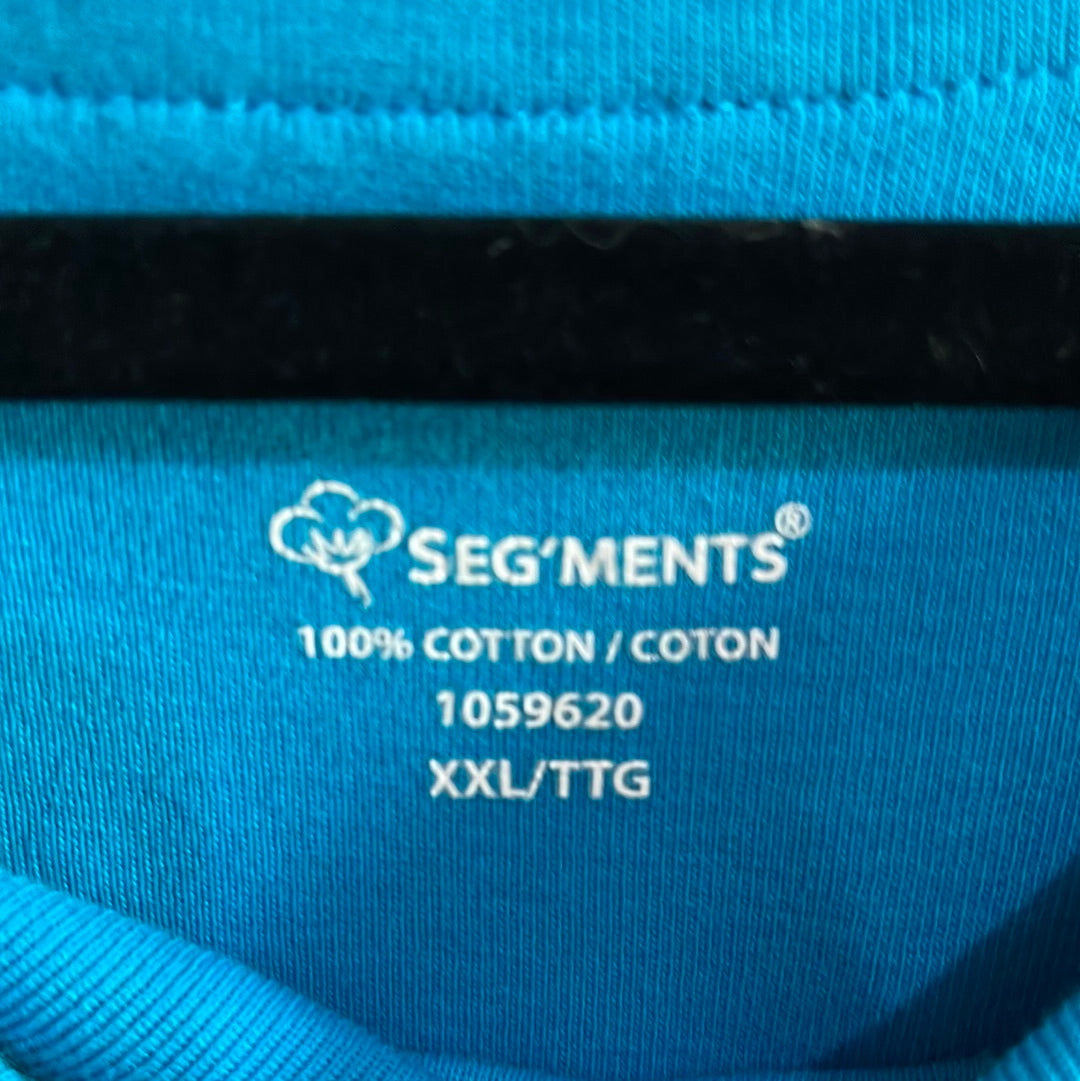 SEG'MENTS®
100% COTTON / COTON
1059620
XXL/TTG